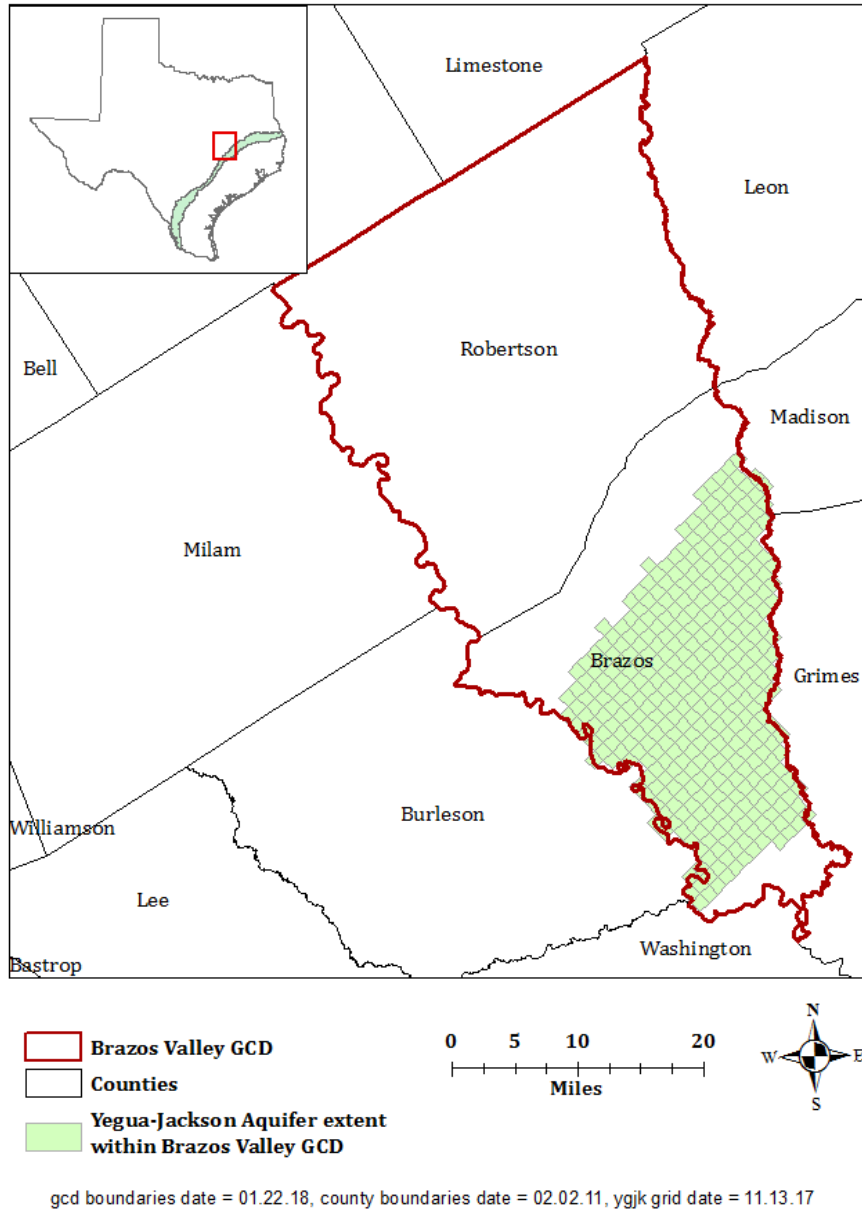 Limestone
Leon
Robertson
Bell
Madison
Milam
Brazos
Grimes
Burleson
Williamson
Lee
Washington
Bastrop
Brazos Valley GCD
Counties
Yegua-Jackson Aquifer extent
within Brazos Valley GCD
0 5 10 20
Miles
N
W E
S
gcd boundaries date = 01.22.18, county boundaries date = 02.02.11, ygjk grid date = 11.13.17